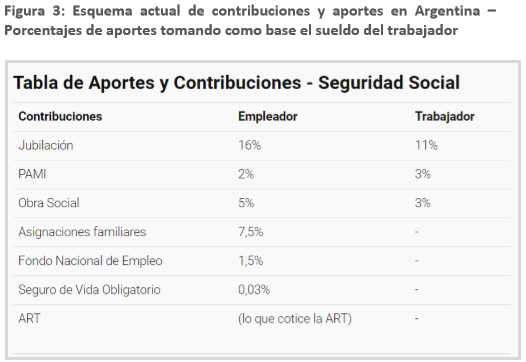 Figura 3: Esquema actual de contribuciones y aportes en Argentina –
Porcentajes de aportes tomando como base el sueldo del trabajador
Tabla de Aportes y Contribuciones - Seguridad Social
Contribuciones Empleador Trabajador
Jubilación 16% 11%
PAMI 2% 3%
Obra Social 5% 3%
Asignaciones familiares 7,5% -
Fondo Nacional de Empleo 1,5% -
Seguro de Vida Obligatorio 0,03% -
ART (lo que cotice la ART) -